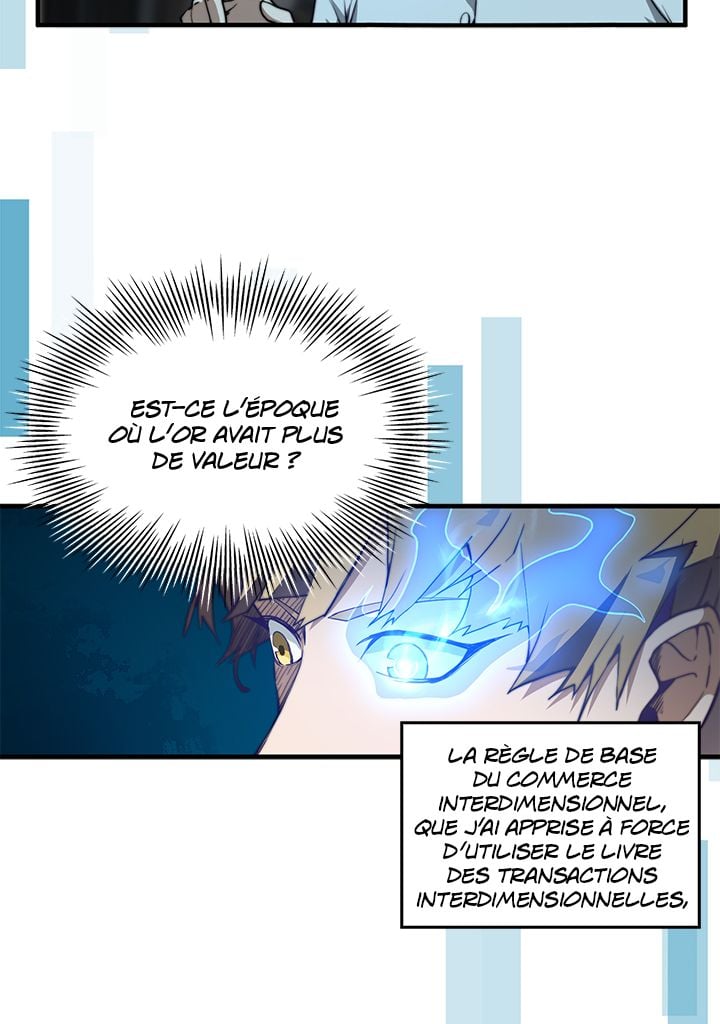 EST-CE L'ÉPOQUE
OÙ L'OR AVAIT PLUS
DE VALEUR ?
LA RÈGLE DE BASE
DU COMMERCE
INTERDIMENSIONNEL,
QUE J'AI APPRISE À FORCE
D'UTILISER LE LIVRE
DES TRANSACTIONS
INTERDIMENSIONNELLES,